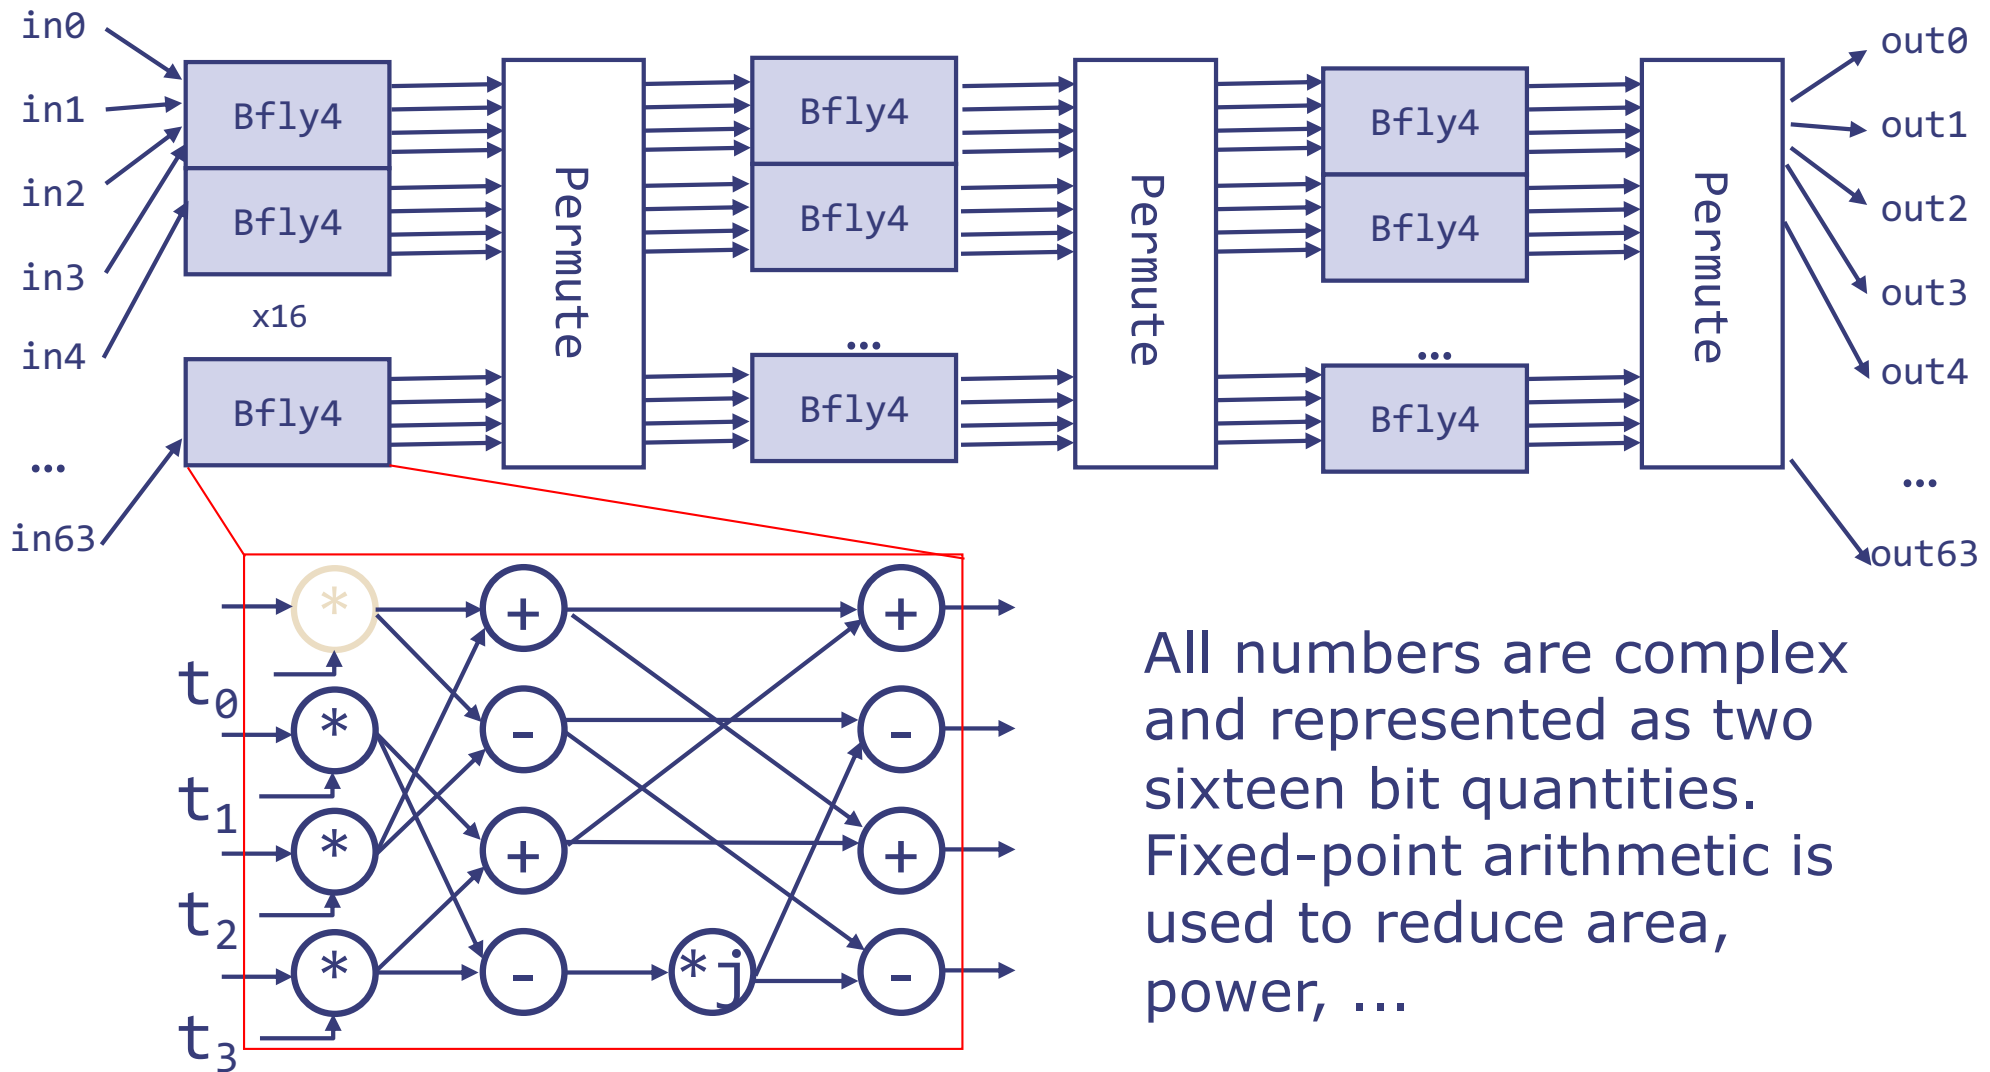 in0
in1
in2
in3
in4
...
in63
Bfly4
Bfly4
x16
Bfly4
Permute
Bfly4
Bfly4
...
Bfly4
Permute
Bfly4
Bfly4
...
Bfly4
Permute
out0
out1
out2
out3
out4
...
out63
* + +
t0
* - -
t1
* + +
t2
* - *j -
t3
All numbers are complex
and represented as two
sixteen bit quantities.
Fixed-point arithmetic is
used to reduce area,
power, ...